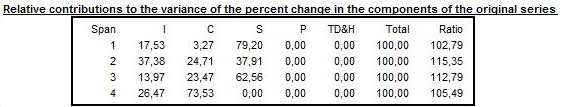 Relative contributions to the variance of the percent change in the components of the original series
Span I C S P TD&H Total Ratio
1 17,53 3,27 79,20 0,00 0,00 100,00 102,79
2 37,38 24,71 37,91 0,00 0,00 100,00 115,35
3 13,97 23,47 62,56 0,00 0,00 100,00 112,79
4 26,47 73,53 0,00 0,00 0,00 100,00 105,49